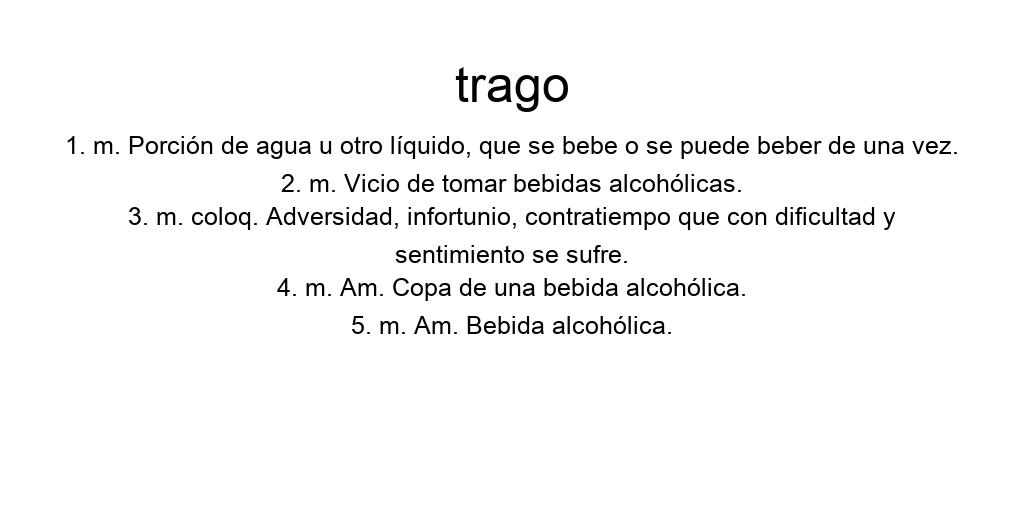 trago
1. m. Porción de agua u otro líquido, que se bebe o se puede beber de una vez.
2. m. Vicio de tomar bebidas alcohólicas.
3. m. coloq. Adversidad, infortunio, contratiempo que con dificultad y
sentimiento se sufre.
4. m. Am. Copa de una bebida alcohólica.
5. m. Am. Bebida alcohólica.